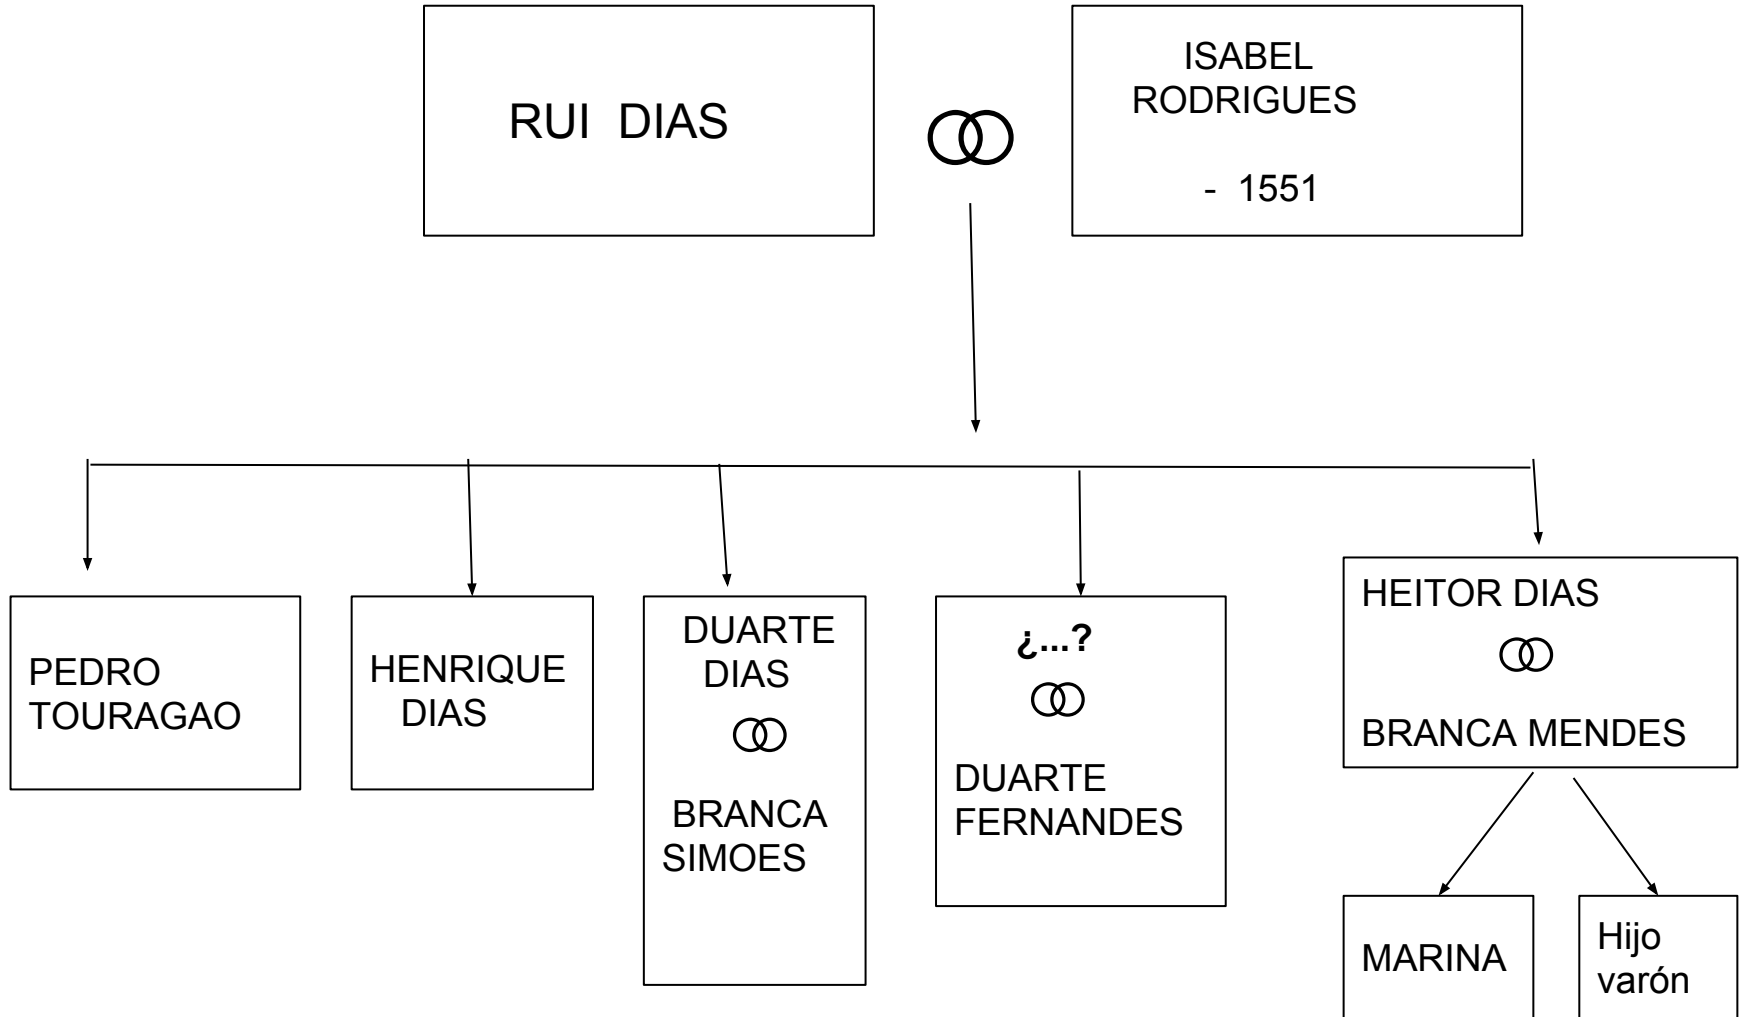 RUI DIAS
ISABEL
RODRIGUES
- 1551
PEDRO
TOURAGAO
HENRIQUE
DIAS
DUARTE
DIAS
BRANCA
SIMOES
¿...?
DUARTE
FERNANDES
HEITOR DIAS
BRANCA MENDES
MARINA
Hijo
varón